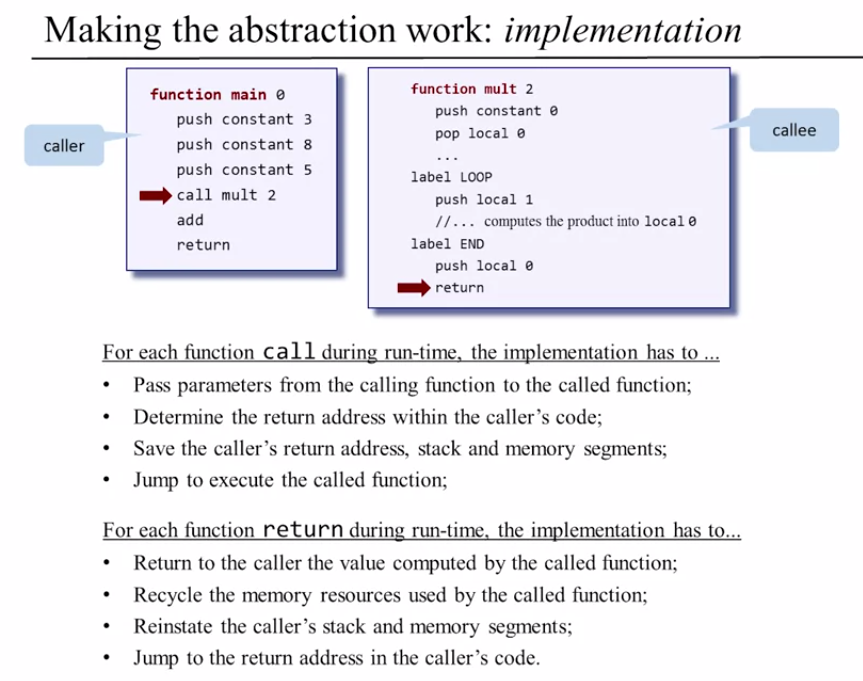 Making the abstraction work: implementation
caller
function main 0
push constant 3
push constant 8
push constant 5
call mult 2
add
return
function mult 2
push constant 0
pop local 0
...
label LOOP
push local 1
//... computes the product into local 0
label END
push local 0
return
callee
For each function call during run-time, the implementation has to ...
• Pass parameters from the calling function to the called function;
• Determine the return address within the caller's code;
• Save the caller's return address, stack and memory segments;
• Jump to execute the called function;
For each function return during run-time, the implementation has to...
• Return to the caller the value computed by the called function;
• Recycle the memory resources used by the called function;
• Reinstate the caller's stack and memory segments;
• Jump to the return address in the caller's code.